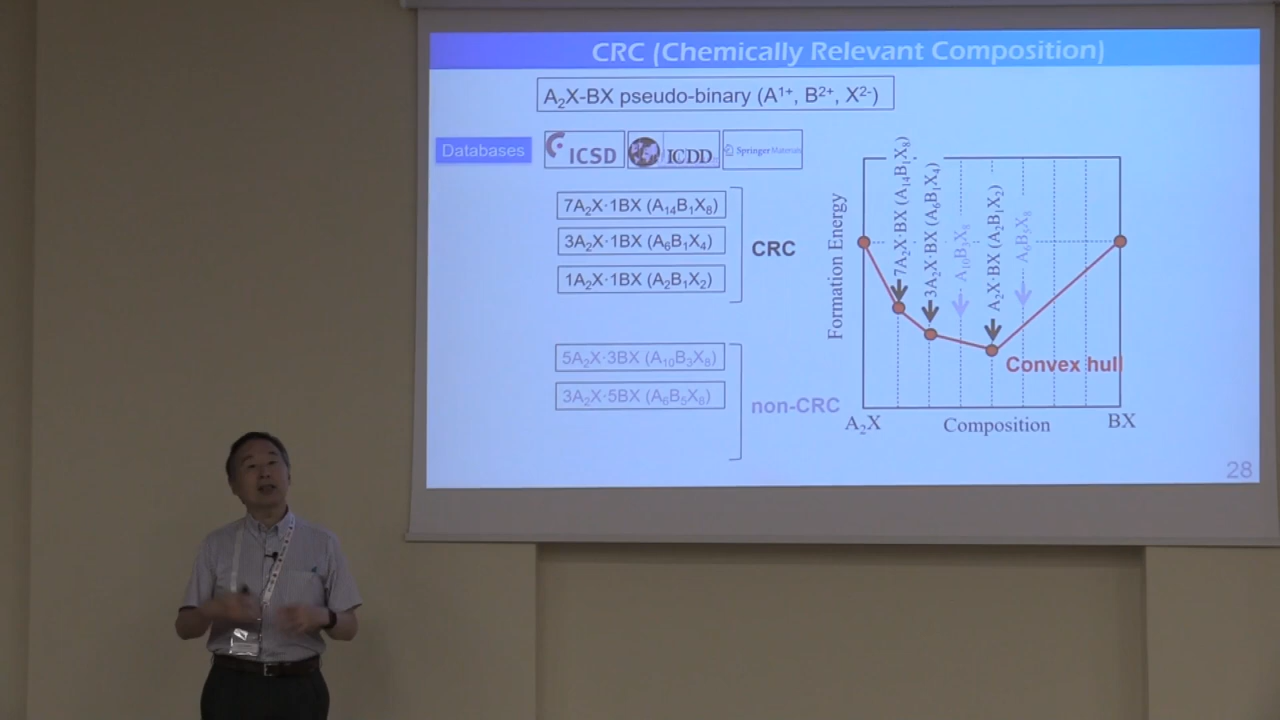 CRC (Chemically Relevant Composition)
A₂X-BX pseudo-binary (A¹⁺, B²⁺, X²⁻)
Databases
ICSD
ICDD
Springer Materials
7A₂X·1BX (A₁₄B₁X₈)
3A₂X·1BX (A₆B₁X₄)
1A₂X·1BX (A₂B₁X₂)
CRC
5A₂X·3BX (A₁₀B₃X₈)
3A₂X·5BX (A₆B₅X₈)
non-CRC
Formation Energy
7A₂X·BX (A₁₄B₁X₈)
3A₂X·BX (A₆B₁X₄)
A₁₀B₃X₈
A₂X·BX (A₂B₁X₂)
A₆B₅X₈
Convex hull
A₂X
Composition
BX
28